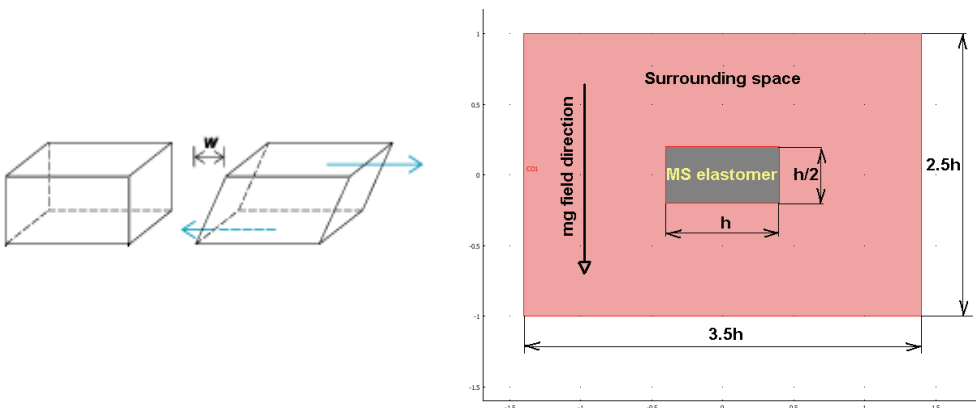 w
Surrounding space
mg field direction
MS elastomer
h/2
h
2.5h
3.5h
CO1
1
0.5
0
-0.5
-1
-1.5
-1.5
-1
-0.5
0
0.5
1
1.5